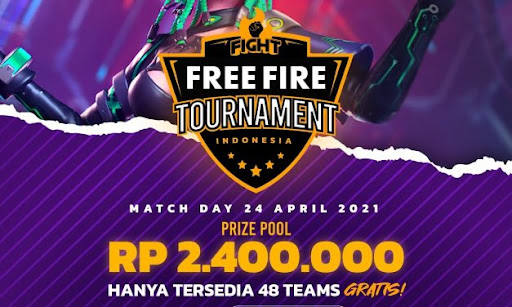 FIGHT
FREE FIRE
TOURNAMENT
INDONESIA
MATCH DAY 24 APRIL 2021
PRIZE POOL
RP 2.400.000
HANYA TERSEDIA 48 TEAMS GRATIS!